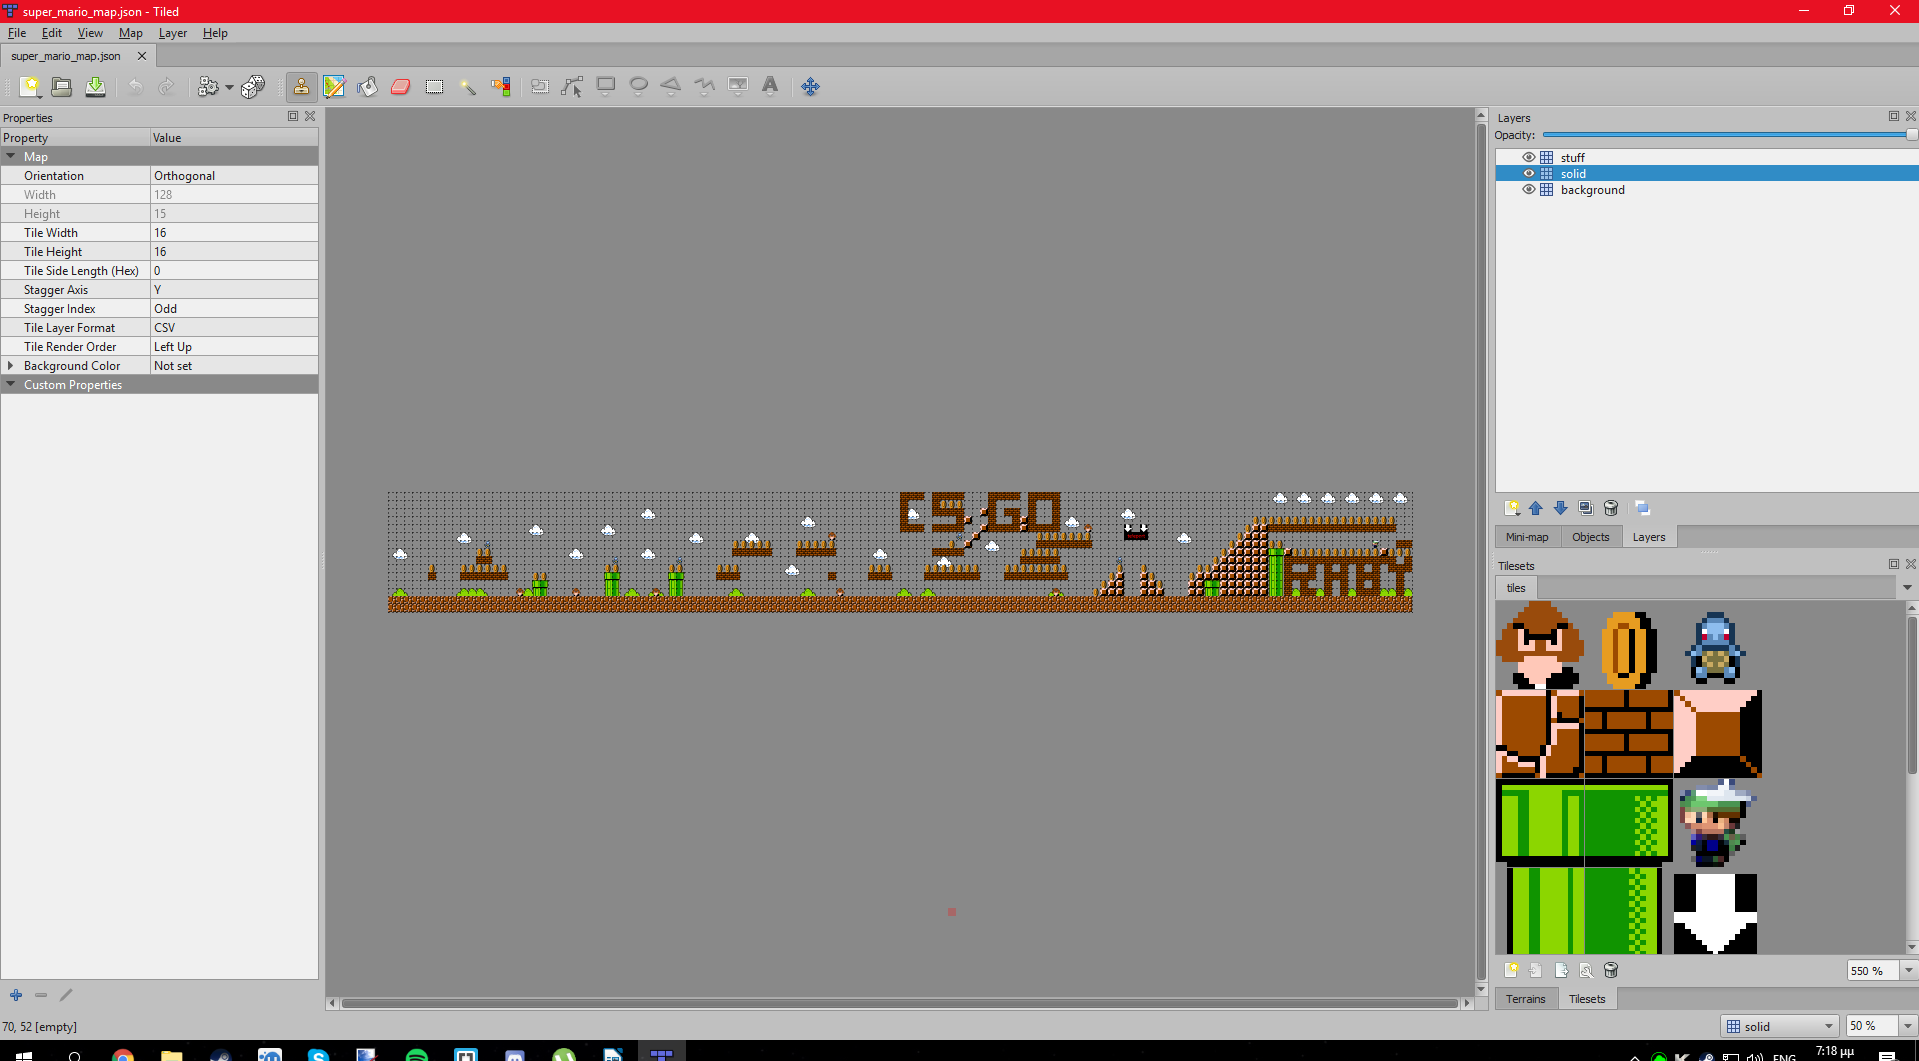 super_mario_map.json - Tiled
File Edit View Map Layer Help
super_mario_map.json
Properties
Property Value
Map
Orientation Orthogonal
Width 128
Height 15
Tile Width 16
Tile Height 16
Tile Side Length (Hex) 0
Stagger Axis Y
Stagger Index Odd
Tile Layer Format CSV
Tile Render Order Left Up
Background Color Not set
Custom Properties
70, 52 [empty]
CS GO
RABY
Layers
Opacity:
stuff
solid
background
Mini-map Objects Layers
Tilesets
tiles
550 %
Terrains Tilesets
solid 50 %
ENG 7:18 μμ